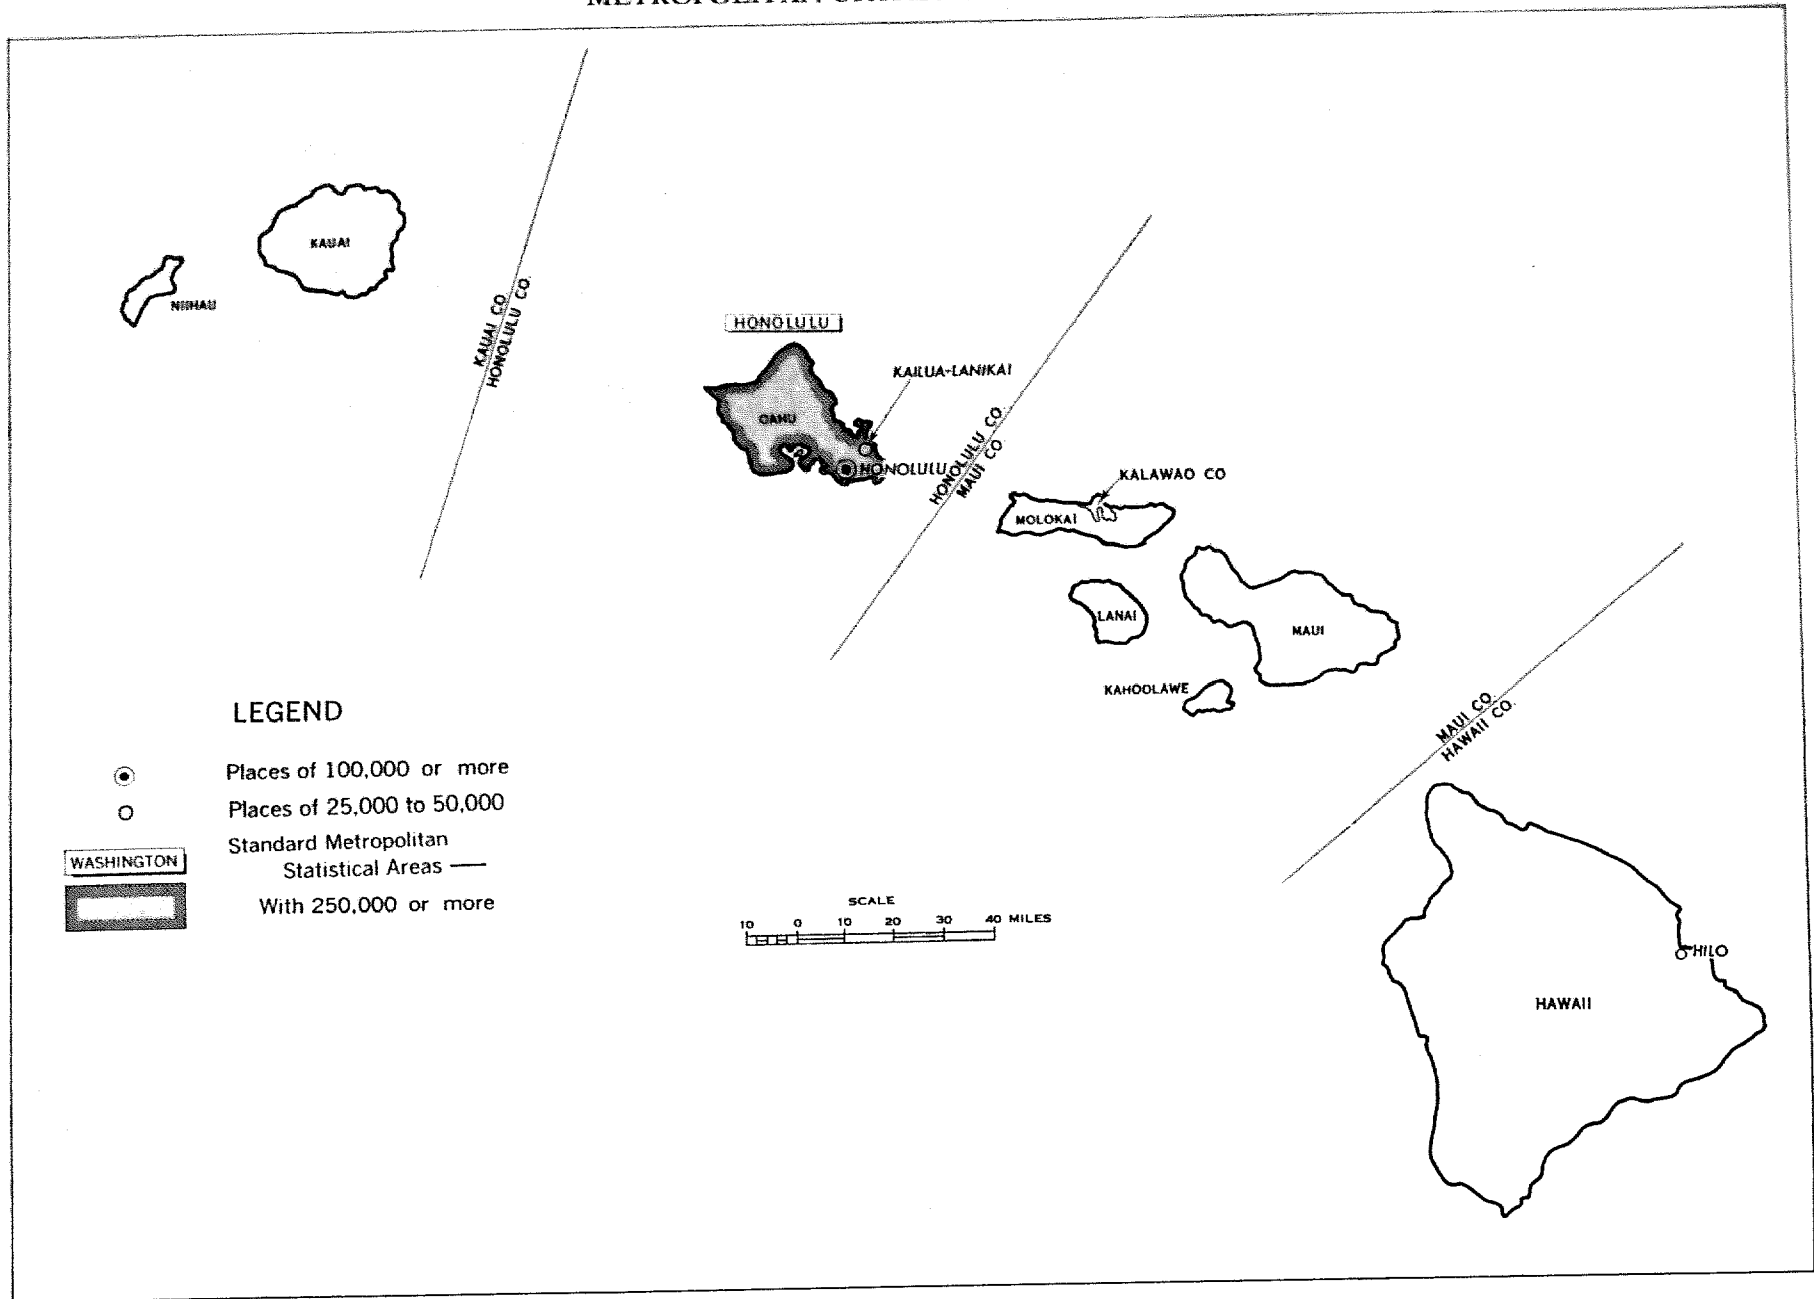 KAUAI
NIIHAU
KAUAI CO.
HONOLULU CO.
HONOLULU
KAILUA-LANIKAI
OAHU
HONOLULU
HONOLULU CO.
MAUI CO.
KALAWAO CO
MOLOKAI
LANAI
MAUI
KAHOOLAWE
MAUI CO.
HAWAII CO.
LEGEND
Places of 100,000 or more
Places of 25,000 to 50,000
Standard Metropolitan
WASHINGTON
Statistical Areas —
With 250,000 or more
SCALE
10 0 10 20 30 40 MILES
HILO
HAWAII